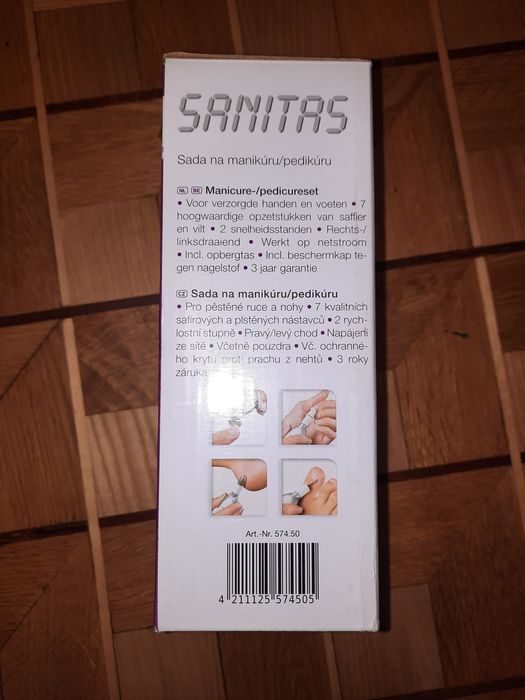 SANITAS
Sada na manikúru/pedikúru
NL BE Manicure-/pedicureset
• Voor verzorgde handen en voeten • 7
hoogwaardige opzetstukken van saffier
en vilt • 2 snelheidsstanden • Rechts-/
linksdraaiend • Werkt op netstroom
• Incl. opbergtas • Incl. beschermkap te-
gen nagelstof • 3 jaar garantie
CZ Sada na manikúru/pedikúru
• Pro pěstěné ruce a nohy • 7 kvalitních
safírových a plstěných nástavců • 2 rych-
lostní stupně • Pravý/levý chod • Napájení
ze sítě • Včetně pouzdra • Vč. ochranné-
ho krytu proti prachu z nehtů • 3 roky
záruka
Art.-Nr. 574.50
4 211125 574505